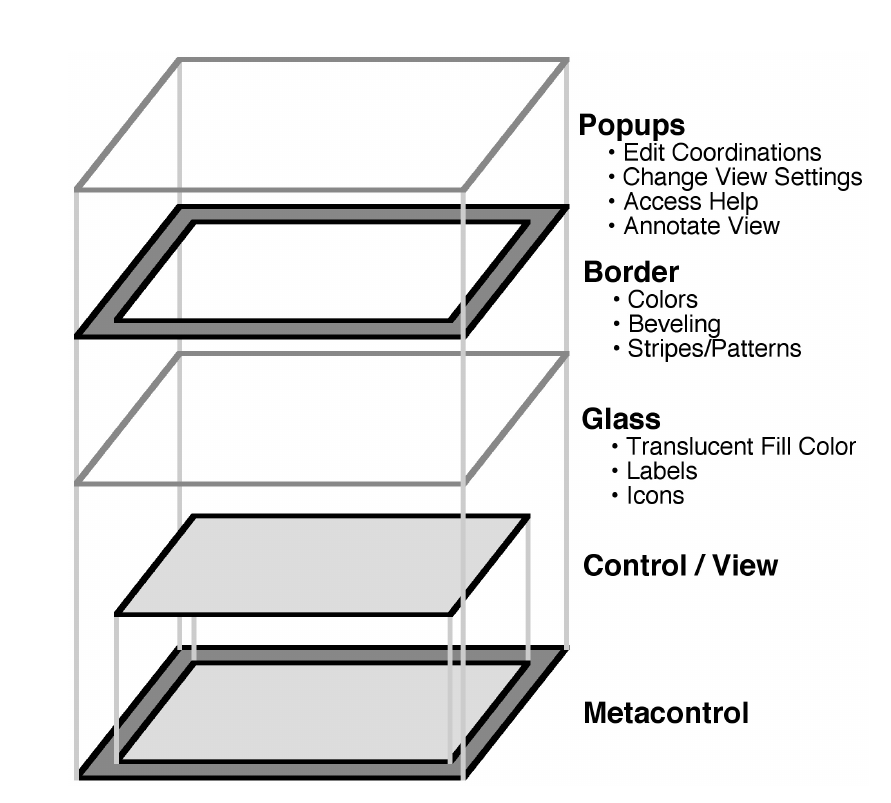 Popups
• Edit Coordinations
• Change View Settings
• Access Help
• Annotate View
Border
• Colors
• Beveling
• Stripes/Patterns
Glass
• Translucent Fill Color
• Labels
• Icons
Control / View
Metacontrol